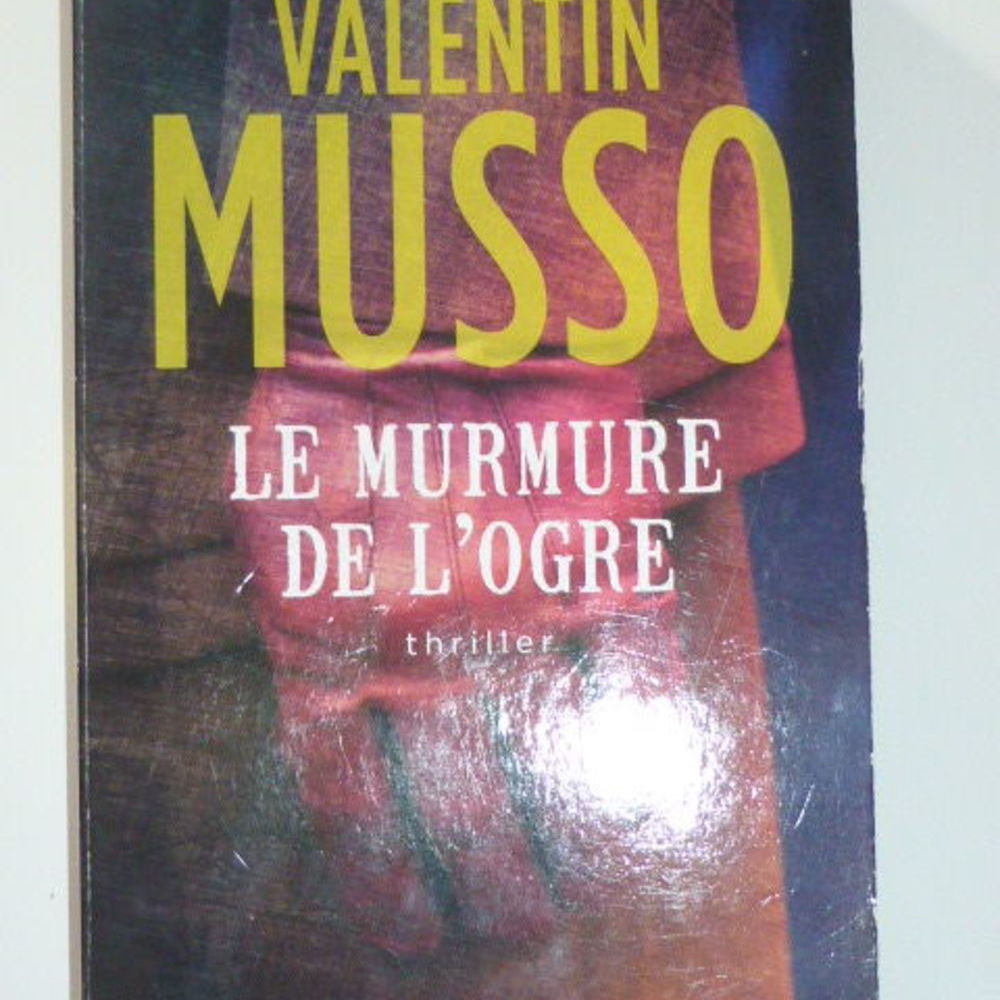 VALENTIN
MUSSO
LE MURMURE
DE L'OGRE
thriller